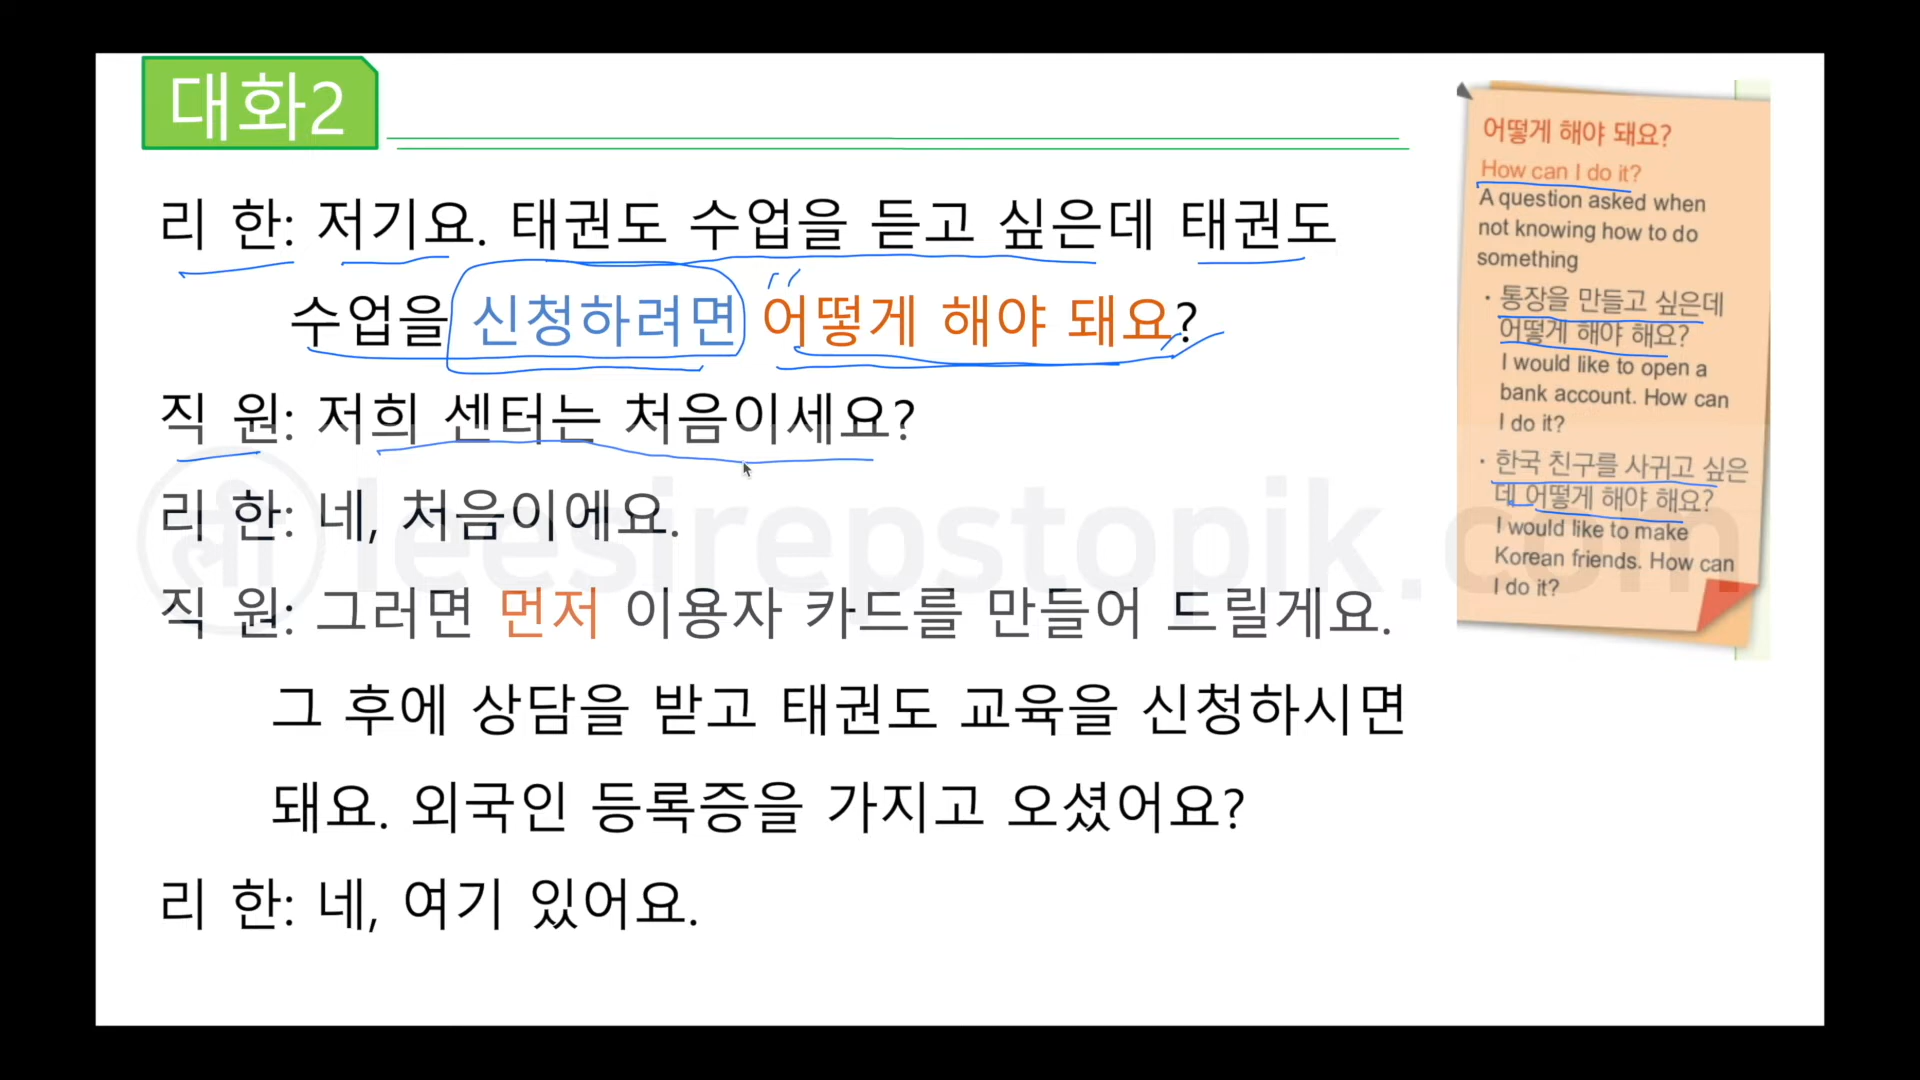 대화2
리 한: 저기요. 태권도 수업을 듣고 싶은데 태권도
수업을 신청하려면 어떻게 해야 돼요?
직 원: 저희 센터는 처음이세요?
리 한: 네, 처음이에요.
직 원: 그러면 먼저 이용자 카드를 만들어 드릴게요.
그 후에 상담을 받고 태권도 교육을 신청하시면
돼요. 외국인 등록증을 가지고 오셨어요?
리 한: 네, 여기 있어요.
어떻게 해야 돼요?
How can I do it?
A question asked when
not knowing how to do
something
· 통장을 만들고 싶은데
어떻게 해야 해요?
I would like to open a
bank account. How can
I do it?
· 한국 친구를 사귀고 싶은
데 어떻게 해야 해요?
I would like to make
Korean friends. How can
I do it?
ली leesirepstopik.com